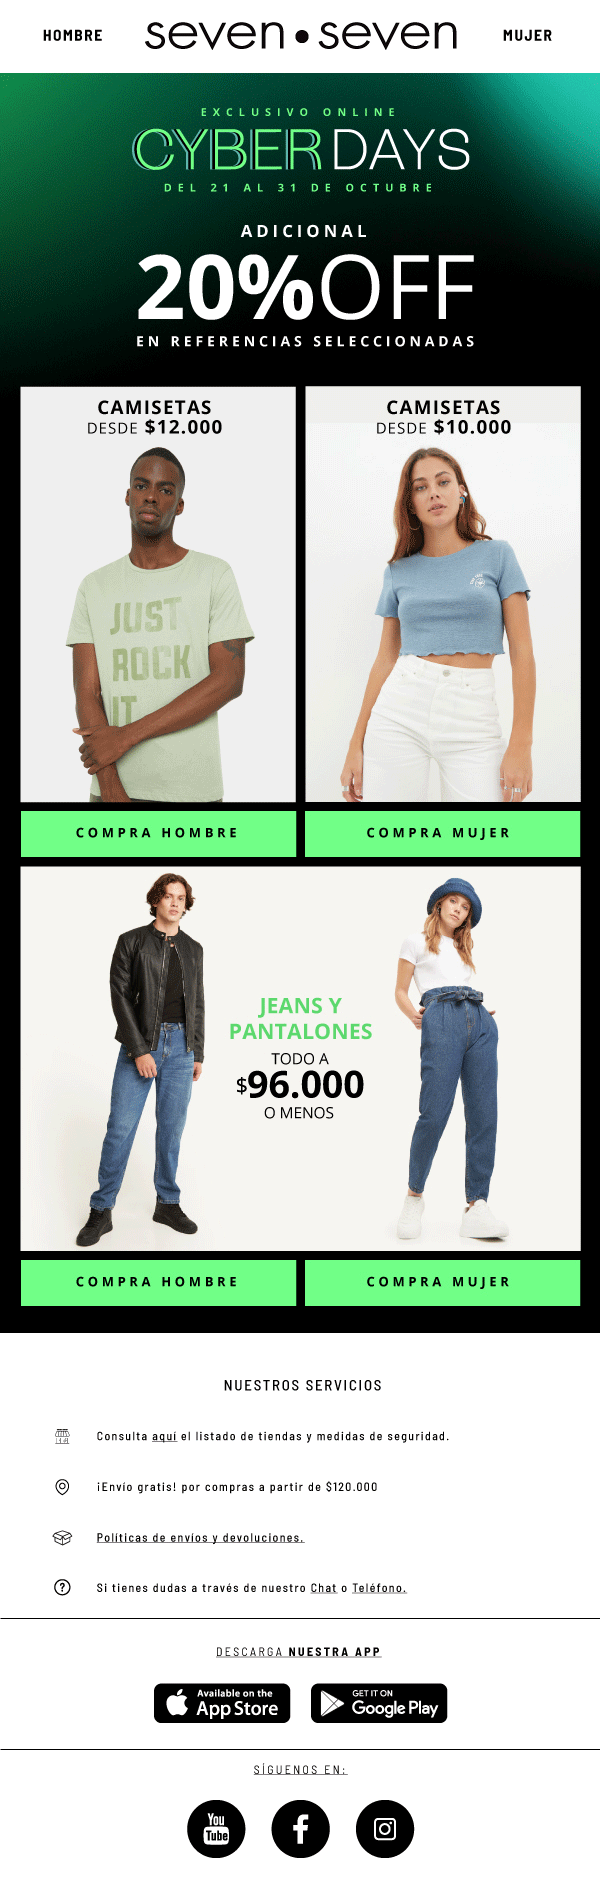 HOMBRE
seven • seven
MUJER
EXCLUSIVO ONLINE
CYBER DAYS
DEL 21 AL 31 DE OCTUBRE
ADICIONAL
20%OFF
EN REFERENCIAS SELECCIONADAS
CAMISETAS
DESDE $12.000
CAMISETAS
DESDE $10.000
JUST
ROCK
IT
COMPRA HOMBRE
COMPRA MUJER
JEANS Y
PANTALONES
TODO A
$96.000
O MENOS
COMPRA HOMBRE
COMPRA MUJER
NUESTROS SERVICIOS
Consulta aquí el listado de tiendas y medidas de seguridad.
¡Envío gratis! por compras a partir de $120.000
Políticas de envíos y devoluciones.
Si tienes dudas a través de nuestro Chat o Teléfono.
DESCARGA NUESTRA APP
Available on the
App Store
GET IT ON
Google Play
SÍGUENOS EN:
You
Tube